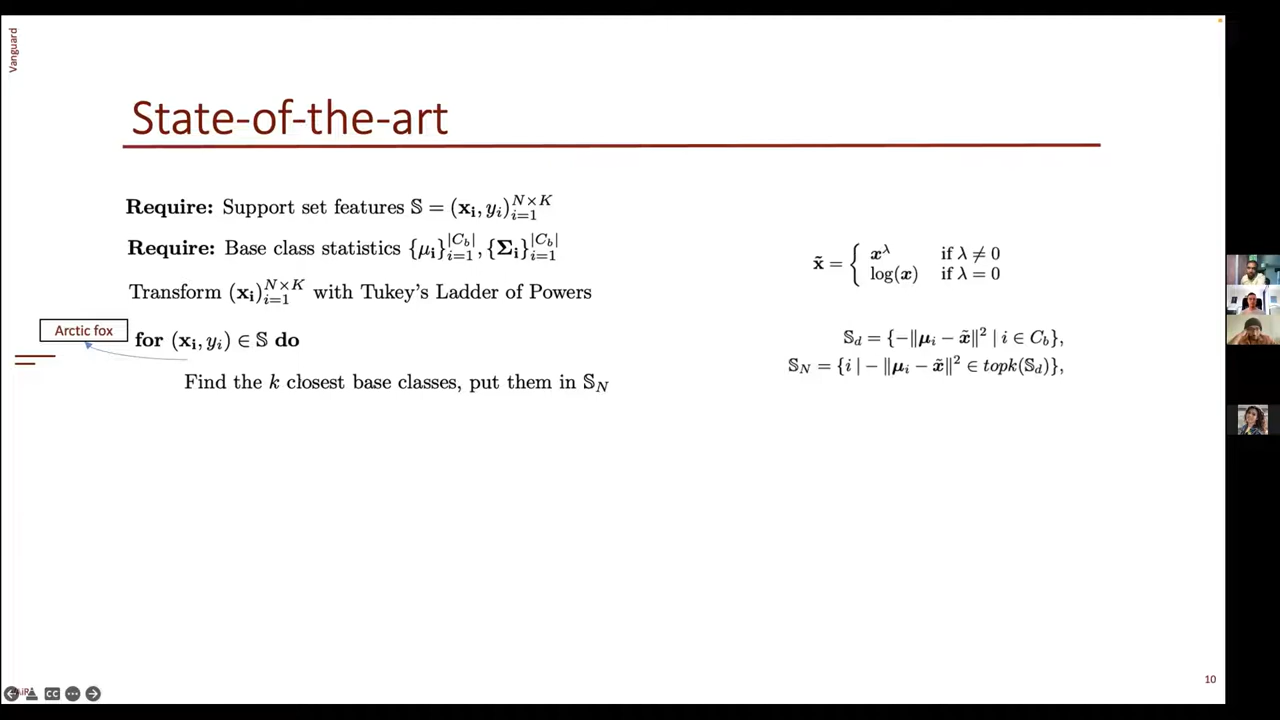 Vanguard
State-of-the-art
Require: Support set features 𝕊 = (𝐱𝐢, yᵢ)ᵢ₌₁^{N×K}
Require: Base class statistics {μ𝐢}ᵢ₌₁^{|C_b|}, {𝚺𝐢}ᵢ₌₁^{|C_b|}
Transform (𝐱𝐢)ᵢ₌₁^{N×K} with Tukey's Ladder of Powers
Arctic fox
for (𝐱𝐢, yᵢ) ∈ 𝕊 do
Find the k closest base classes, put them in 𝕊_N
x̃ = { x^λ if λ ≠ 0
log(x) if λ = 0
𝕊_d = {−‖μᵢ − x̃‖² | i ∈ C_b},
𝕊_N = {i | − ‖μᵢ − x̃‖² ∈ topk(𝕊_d)},
CC
10